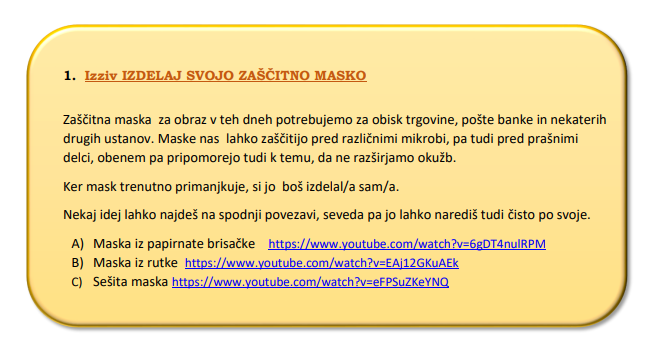 1. Izziv IZDELAJ SVOJO ZAŠČITNO MASKO
Zaščitna maska za obraz v teh dneh potrebujemo za obisk trgovine, pošte banke in nekaterih
drugih ustanov. Maske nas lahko zaščitijo pred različnimi mikrobi, pa tudi pred prašnimi
delci, obenem pa pripomorejo tudi k temu, da ne razširjamo okužb.
Ker mask trenutno primanjkuje, si jo boš izdelal/a sam/a.
Nekaj idej lahko najdeš na spodnji povezavi, seveda pa jo lahko narediš tudi čisto po svoje.
A) Maska iz papirnate brisačke https://www.youtube.com/watch?v=6gDT4nulRPM
B) Maska iz rutke https://www.youtube.com/watch?v=EAj12GKuAEk
C) Sešita maska https://www.youtube.com/watch?v=eFPSuZKeYNQ